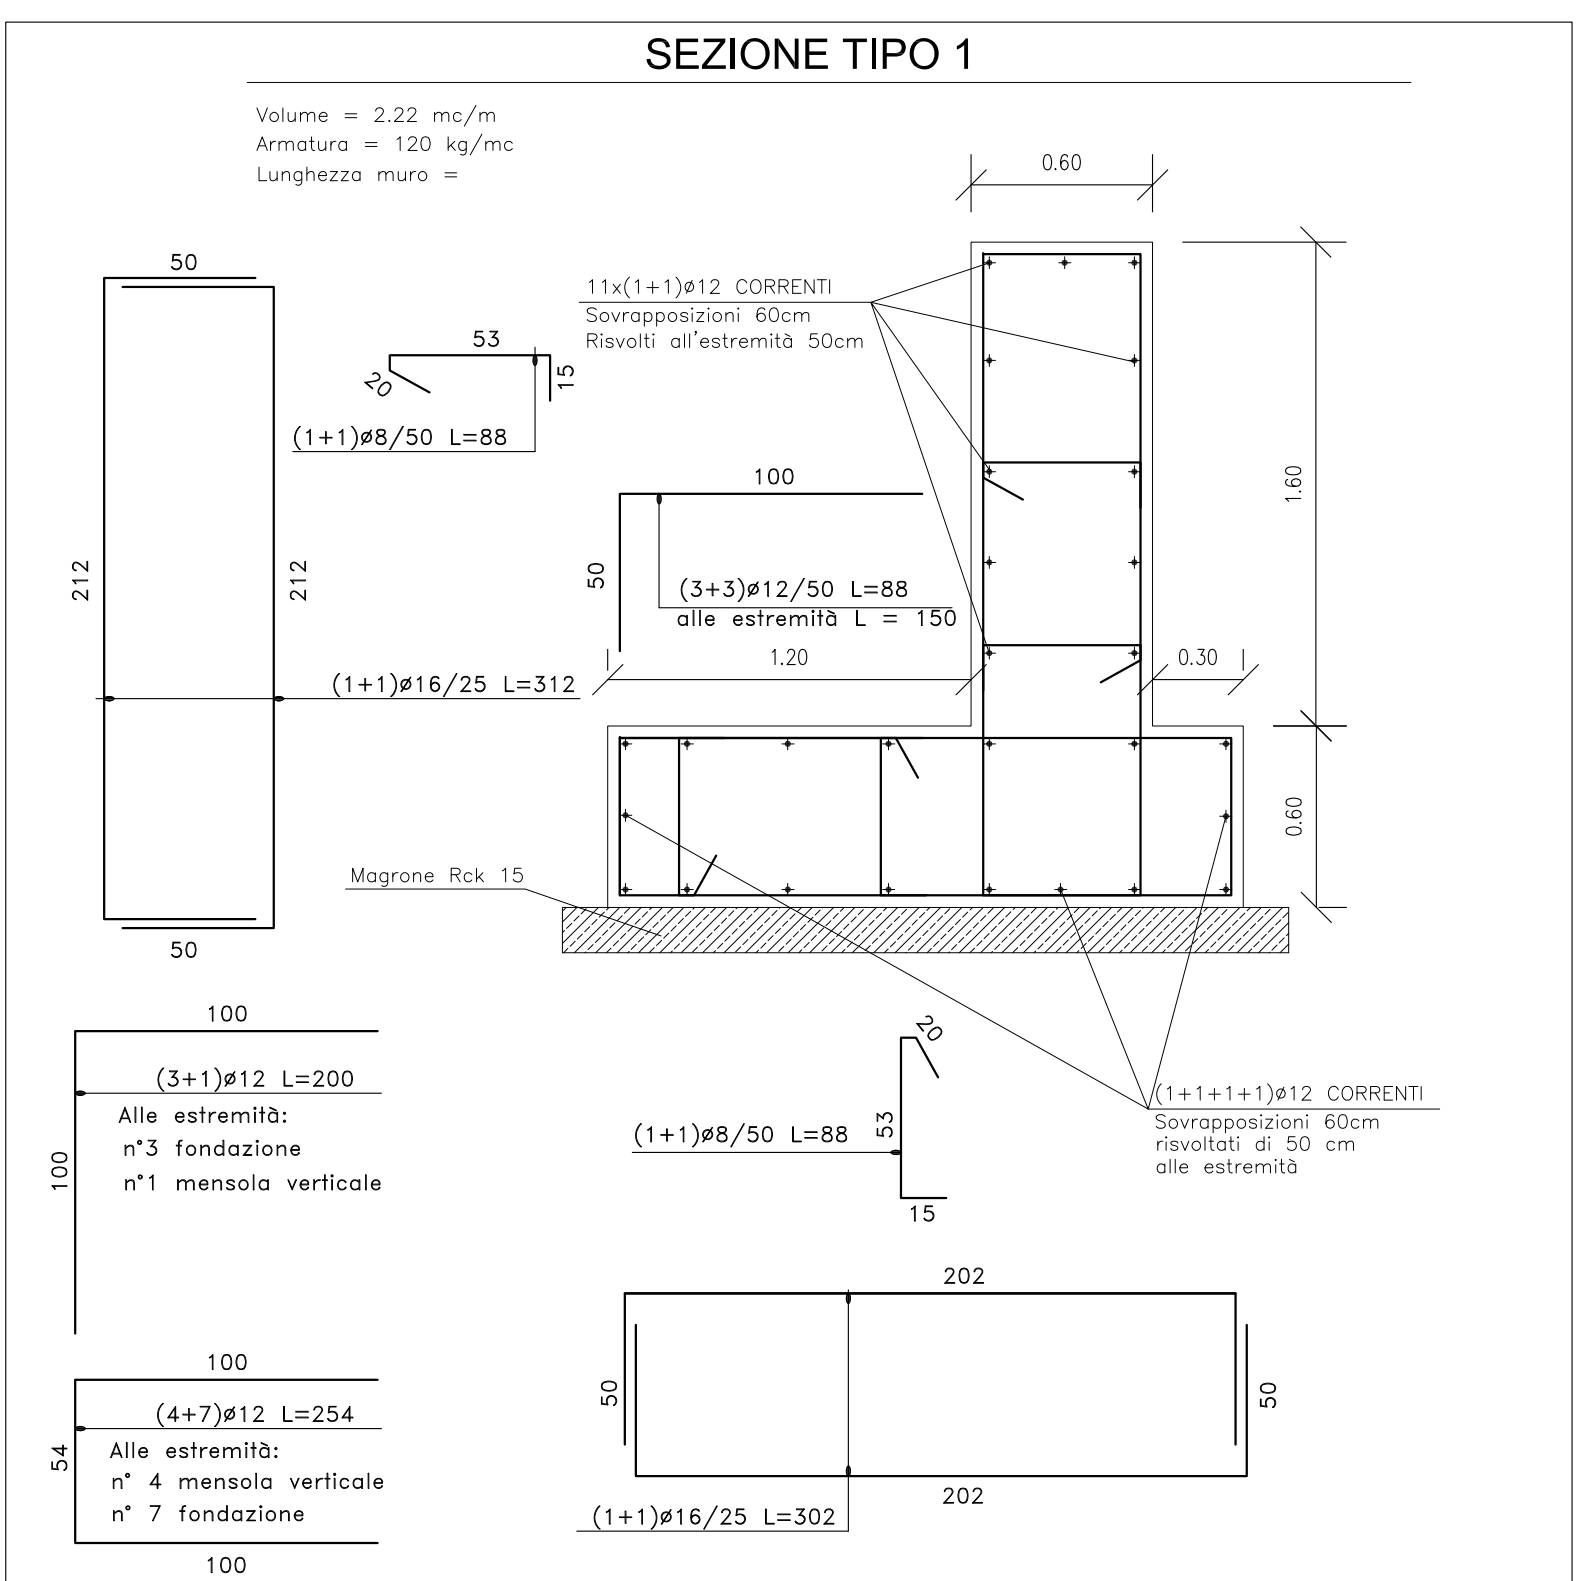 SEZIONE TIPO 1
Volume = 2.22 mc/m
Armatura = 120 kg/mc
Lunghezza muro =
0.60
50
11x(1+1)ø12 CORRENTI
Sovrapposizioni 60cm
Risvolti all'estremità 50cm
53
20
15
(1+1)ø8/50 L=88
100
1.60
212
212
50
(3+3)ø12/50 L=88
alle estremità L = 150
1.20
0.30
(1+1)ø16/25 L=312
0.60
Magrone Rck 15
50
100
20
(3+1)ø12 L=200
Alle estremità:
n°3 fondazione
n°1 mensola verticale
100
(1+1)ø8/50 L=88
53
15
(1+1+1+1)ø12 CORRENTI
Sovrapposizioni 60cm
risvoltati di 50 cm
alle estremità
202
100
(4+7)ø12 L=254
54
Alle estremità:
n° 4 mensola verticale
n° 7 fondazione
100
50
50
202
(1+1)ø16/25 L=302